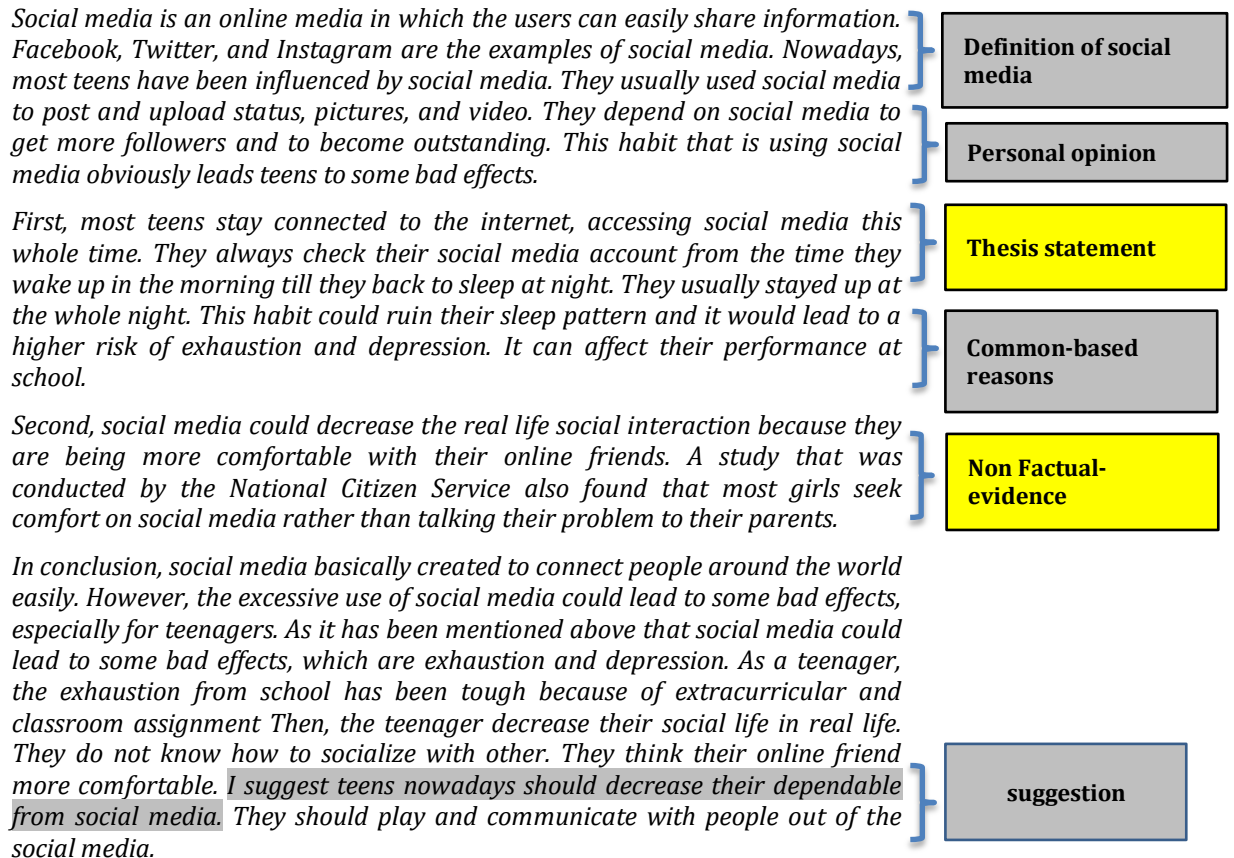 Social media is an online media in which the users can easily share information.
Facebook, Twitter, and Instagram are the examples of social media. Nowadays,
most teens have been influenced by social media. They usually used social media
to post and upload status, pictures, and video. They depend on social media to
get more followers and to become outstanding. This habit that is using social
media obviously leads teens to some bad effects.
Definition of social
media
Personal opinion
First, most teens stay connected to the internet, accessing social media this
whole time. They always check their social media account from the time they
wake up in the morning till they back to sleep at night. They usually stayed up at
the whole night. This habit could ruin their sleep pattern and it would lead to a
higher risk of exhaustion and depression. It can affect their performance at
school.
Thesis statement
Common-based
reasons
Second, social media could decrease the real life social interaction because they
are being more comfortable with their online friends. A study that was
conducted by the National Citizen Service also found that most girls seek
comfort on social media rather than talking their problem to their parents.
Non Factual-
evidence
In conclusion, social media basically created to connect people around the world
easily. However, the excessive use of social media could lead to some bad effects,
especially for teenagers. As it has been mentioned above that social media could
lead to some bad effects, which are exhaustion and depression. As a teenager,
the exhaustion from school has been tough because of extracurricular and
classroom assignment Then, the teenager decrease their social life in real life.
They do not know how to socialize with other. They think their online friend
more comfortable. I suggest teens nowadays should decrease their dependable
from social media. They should play and communicate with people out of the
social media.
suggestion